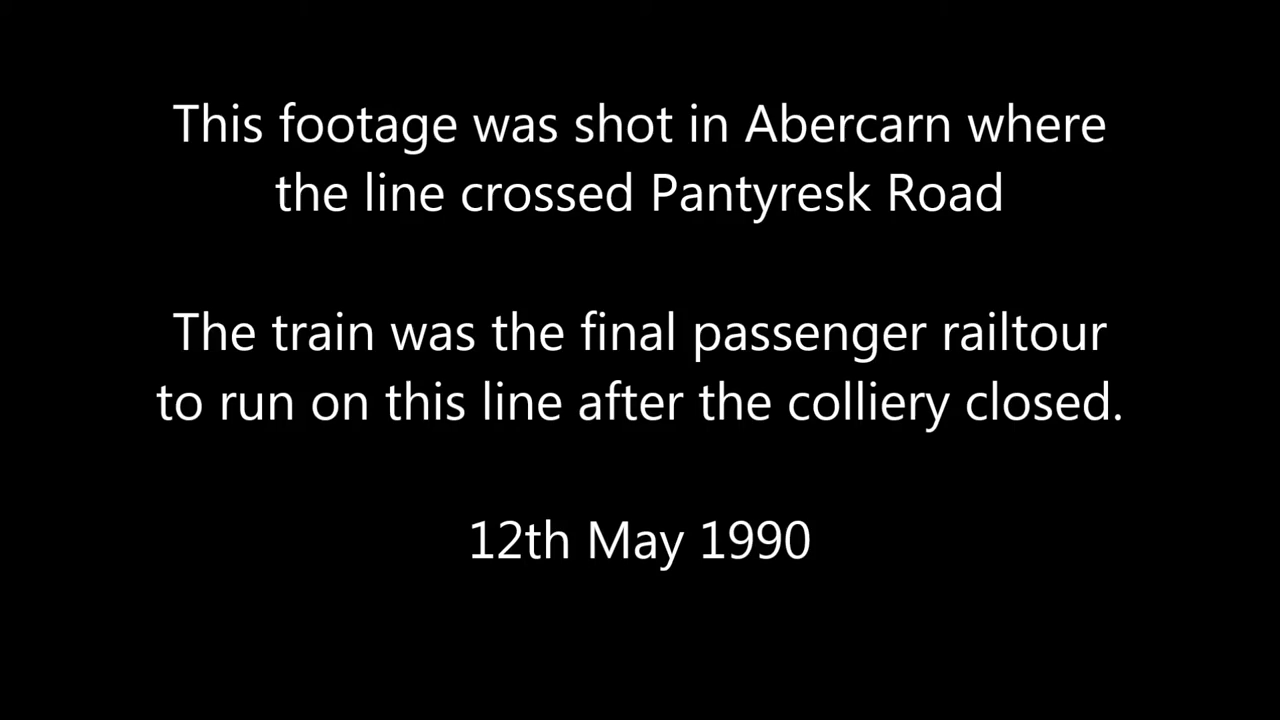 This footage was shot in Abercarn where
the line crossed Pantyresk Road
The train was the final passenger railtour
to run on this line after the colliery closed.
12th May 1990